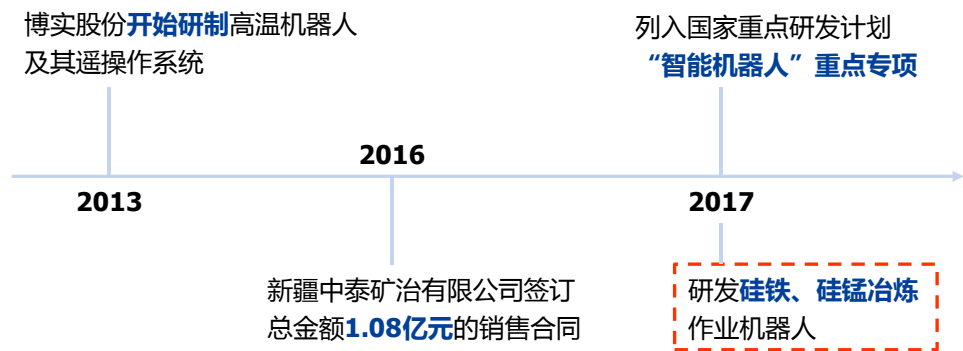 博实股份开始研制高温机器人
及其遥操作系统
列入国家重点研发计划
“智能机器人”重点专项
2016
2013
2017
新疆中泰矿治有限公司签订
总金额1.08亿元的销售合同
研发硅铁、硅锰冶炼
作业机器人